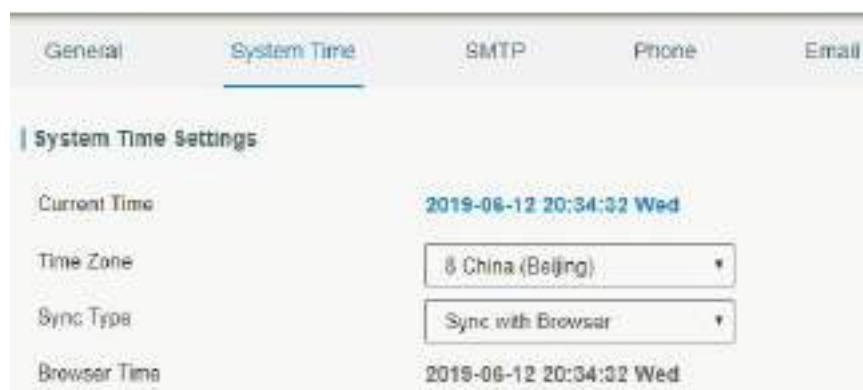 General System Time SMTP Phone Email
System Time Settings
Current Time 2019-06-12 20:34:32 Wed
Time Zone 8 China (Beijing)
Sync Type Sync with Browser
Browser Time 2019-06-12 20:34:32 Wed